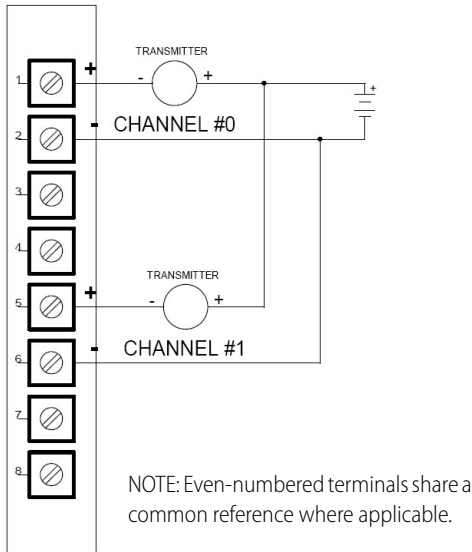 TRANSMITTER
1 + - + +
2 - CHANNEL #0
3
4
TRANSMITTER
5 + - +
6 - CHANNEL #1
7
8
NOTE: Even-numbered terminals share a
common reference where applicable.